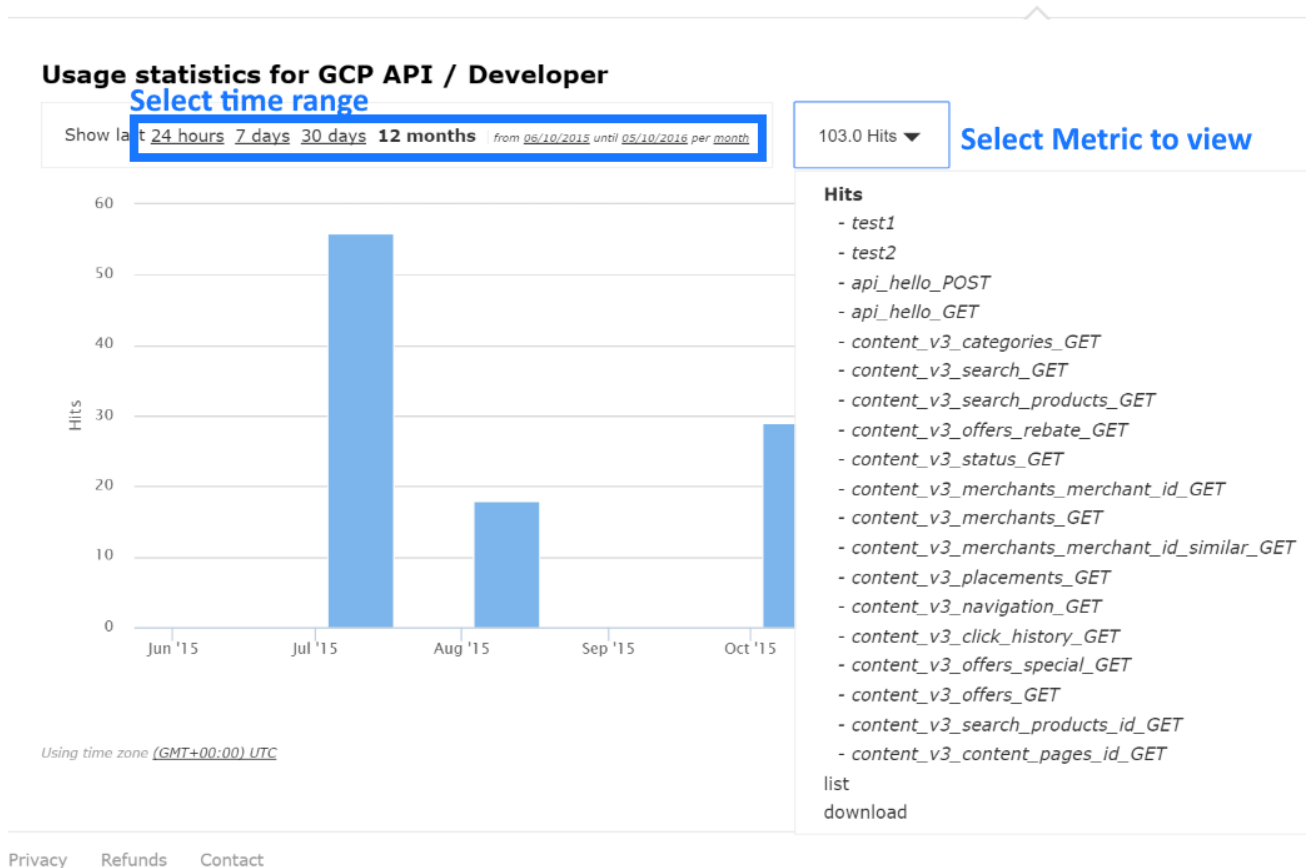 Usage statistics for GCP API / Developer
Select time range
Show last 24 hours 7 days 30 days 12 months from 06/10/2015 until 05/10/2016 per month
103.0 Hits
Select Metric to view
Hits
- test1
- test2
- api_hello_POST
- api_hello_GET
- content_v3_categories_GET
- content_v3_search_GET
- content_v3_search_products_GET
- content_v3_offers_rebate_GET
- content_v3_status_GET
- content_v3_merchants_merchant_id_GET
- content_v3_merchants_GET
- content_v3_merchants_merchant_id_similar_GET
- content_v3_placements_GET
- content_v3_navigation_GET
- content_v3_click_history_GET
- content_v3_offers_special_GET
- content_v3_offers_GET
- content_v3_search_products_id_GET
- content_v3_content_pages_id_GET
list
download
60
50
40
30
20
10
0
Hits
Jun '15 Jul '15 Aug '15 Sep '15 Oct '15
Using time zone (GMT+00:00) UTC
Privacy Refunds Contact